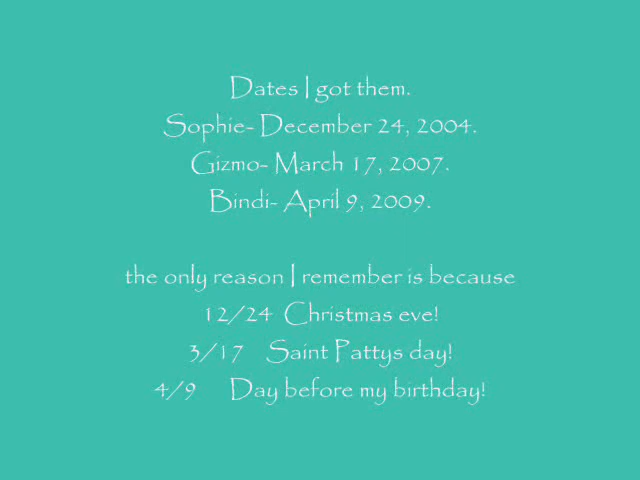 Dates I got them.
Sophie- December 24, 2004.
Gizmo- March 17, 2007.
Bindi- April 9, 2009.
the only reason I remember is because
12/24 Christmas eve!
3/17 Saint Pattys day!
4/9 Day before my birthday!